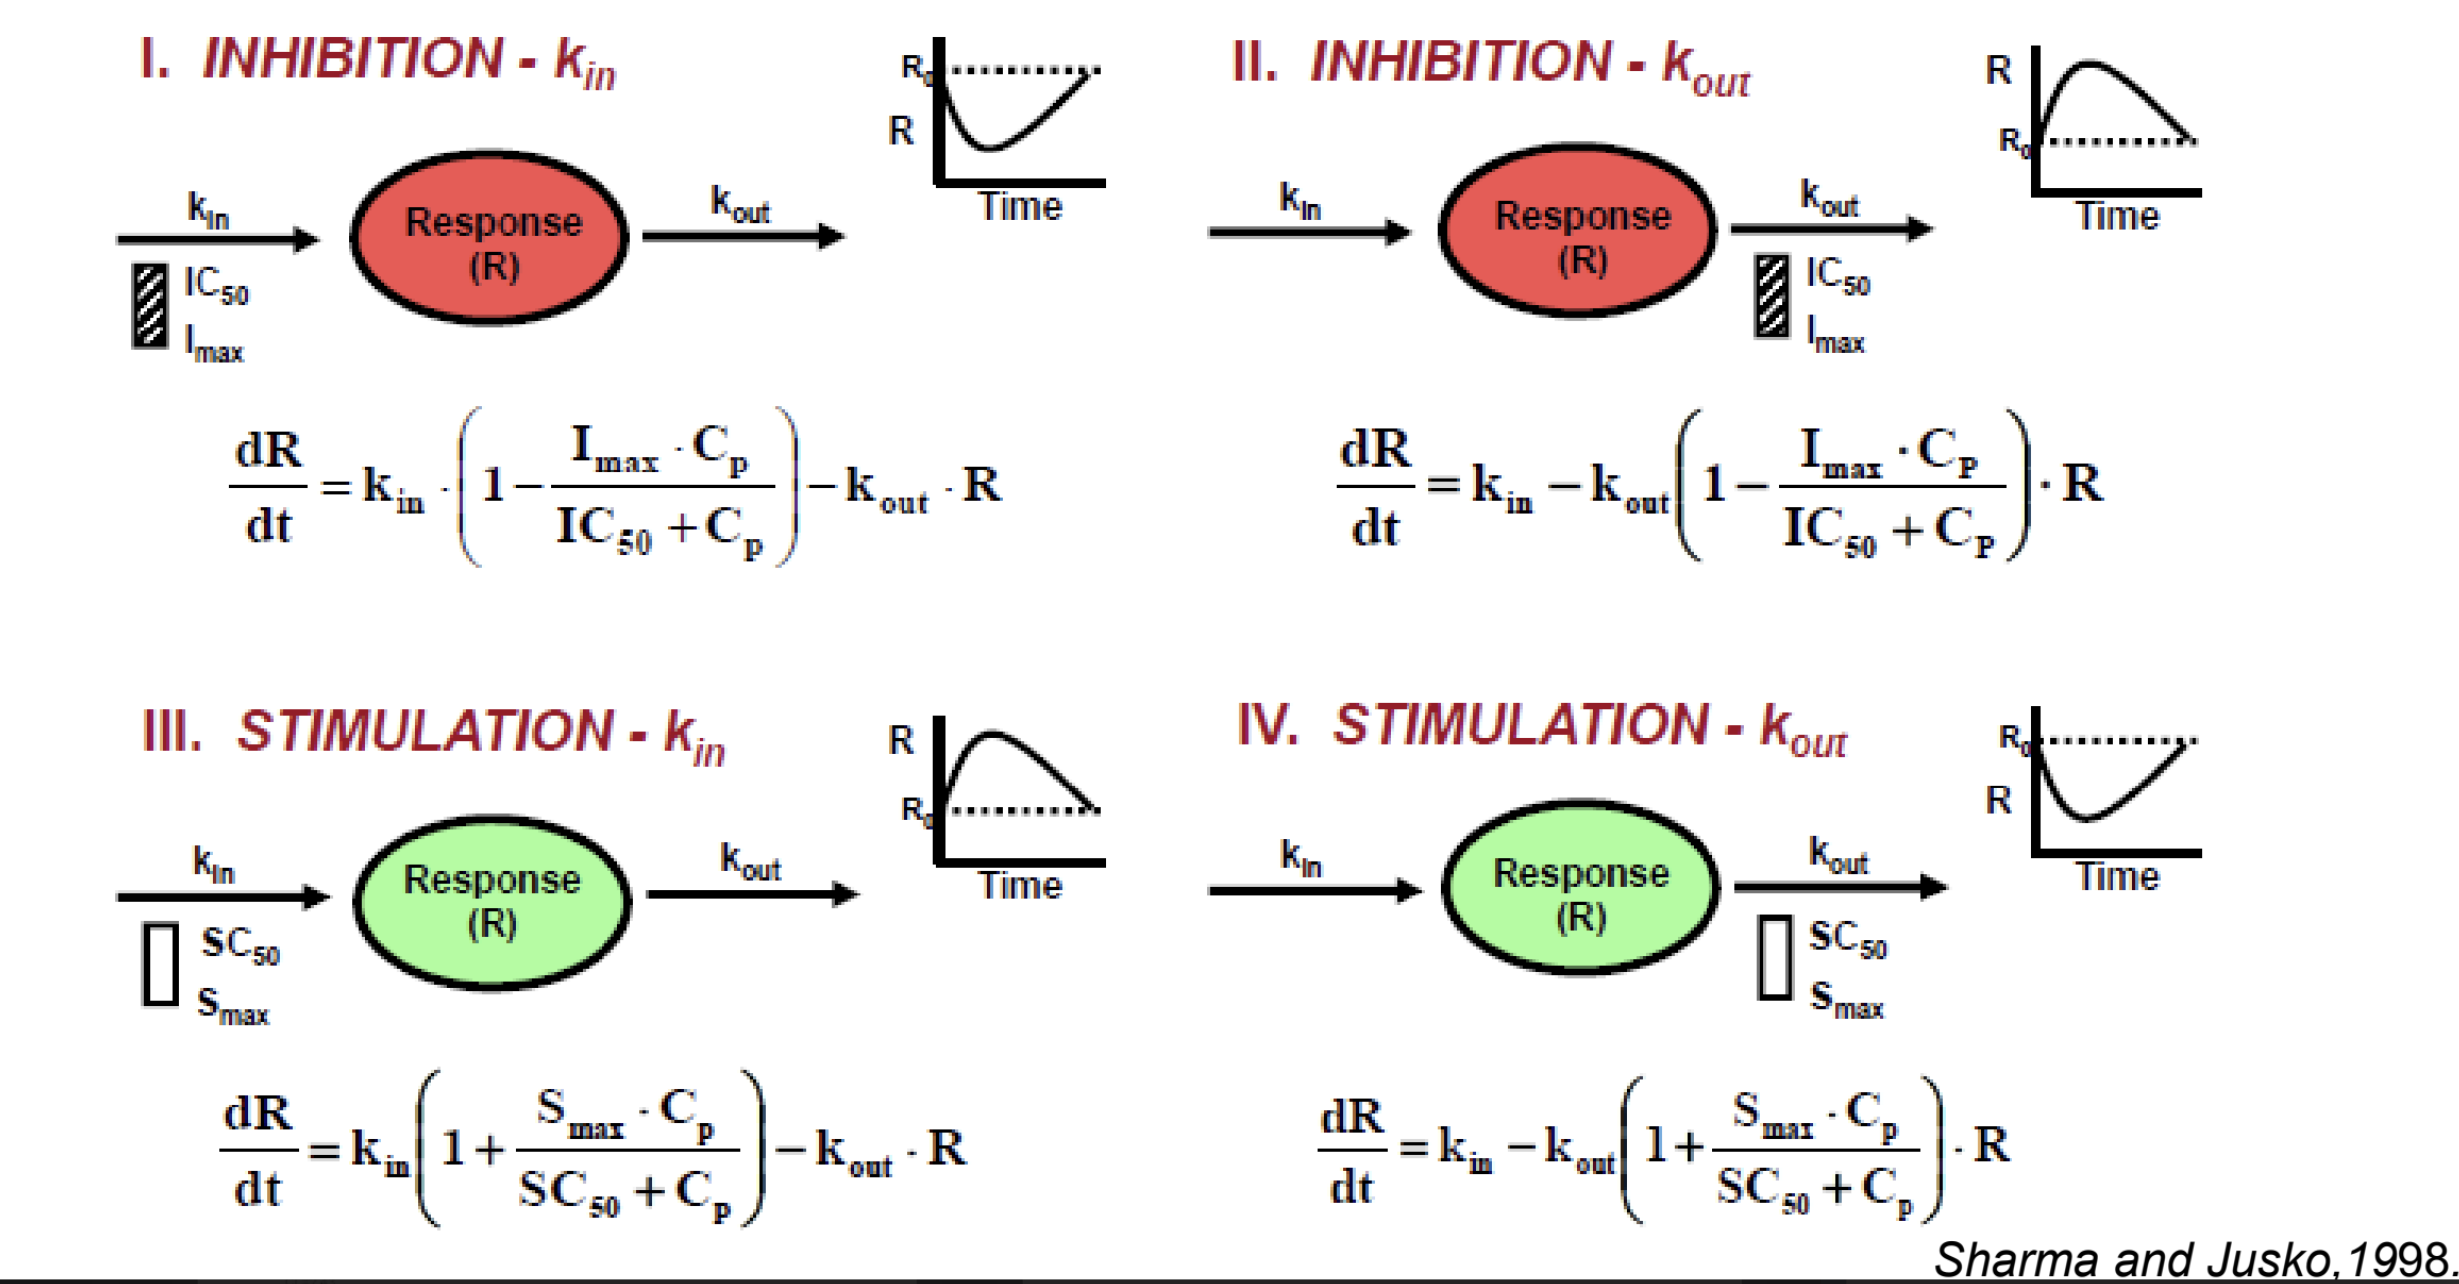 I. INHIBITION - kin
R0
R
Time
kin
Response
(R)
kout
IC50
Imax
dR/dt = kin · (1 − Imax · Cp / IC50 + Cp) − kout · R
II. INHIBITION - kout
R
R0
Time
kin
Response
(R)
kout
IC50
Imax
dR/dt = kin − kout (1 − Imax · CP / IC50 + CP) · R
III. STIMULATION - kin
R
R0
Time
kin
Response
(R)
kout
SC50
Smax
dR/dt = kin (1 + Smax · Cp / SC50 + Cp) − kout · R
IV. STIMULATION - kout
R0
R
Time
kin
Response
(R)
kout
SC50
Smax
dR/dt = kin − kout (1 + Smax · Cp / SC50 + Cp) · R
Sharma and Jusko,1998.